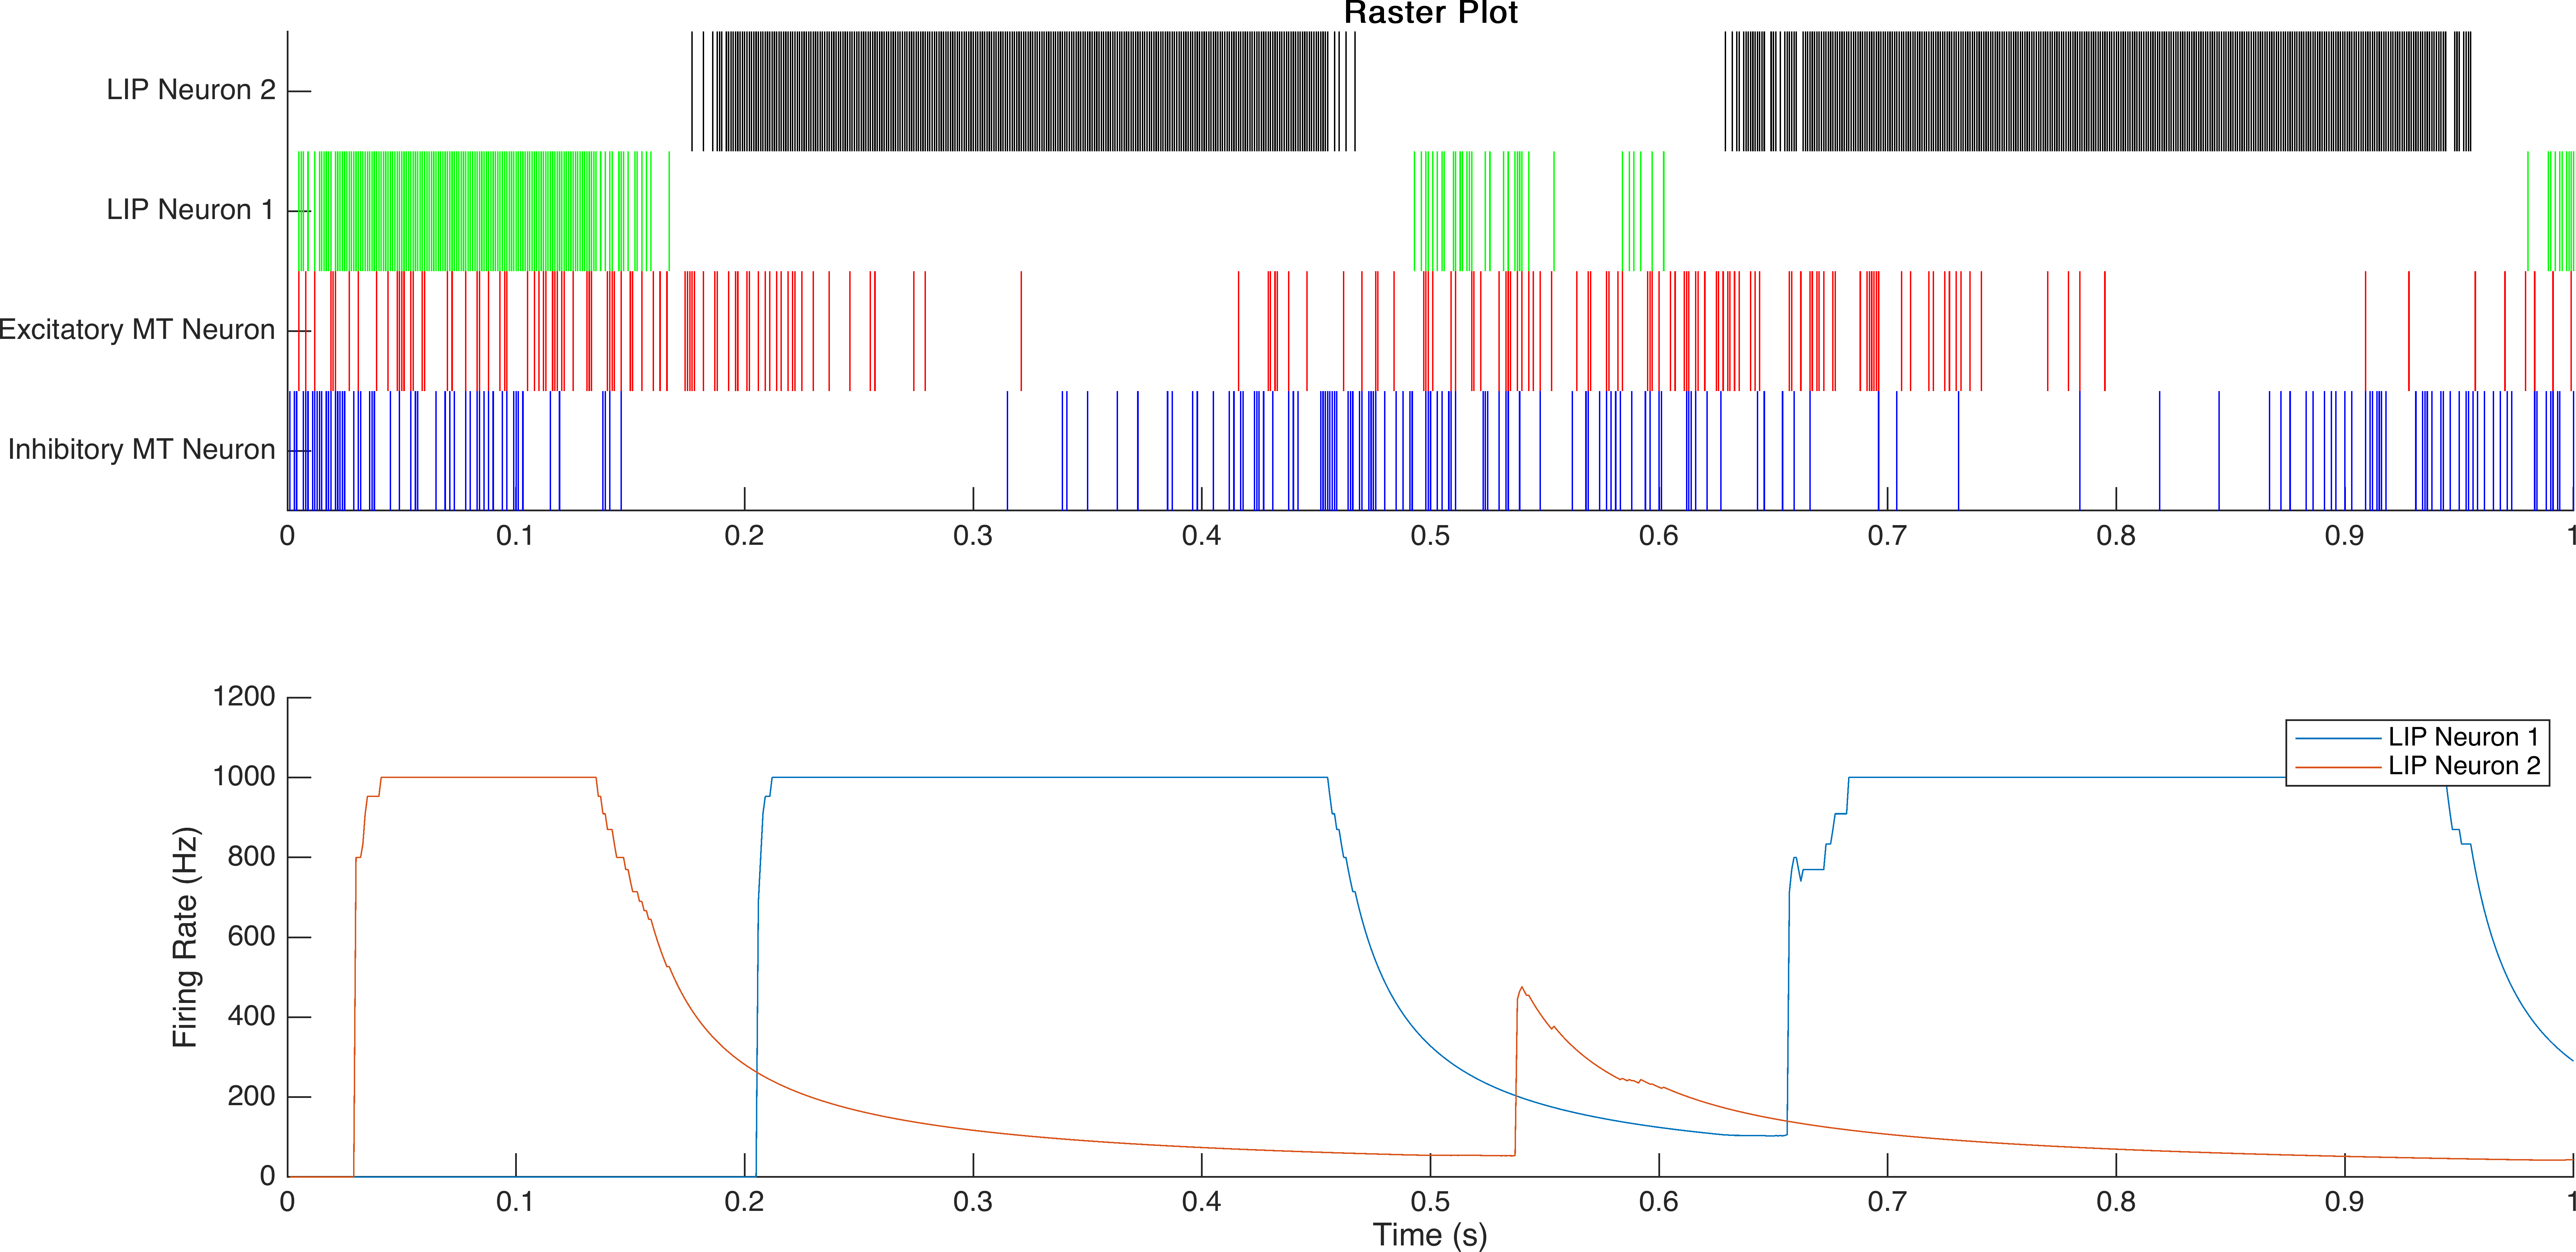 Raster Plot
LIP Neuron 2
LIP Neuron 1
Excitatory MT Neuron
Inhibitory MT Neuron
0 0.1 0.2 0.3 0.4 0.5 0.6 0.7 0.8 0.9 1
1200
1000
800
600
400
200
0
Firing Rate (Hz)
LIP Neuron 1
LIP Neuron 2
0 0.1 0.2 0.3 0.4 0.5 0.6 0.7 0.8 0.9 1
Time (s)